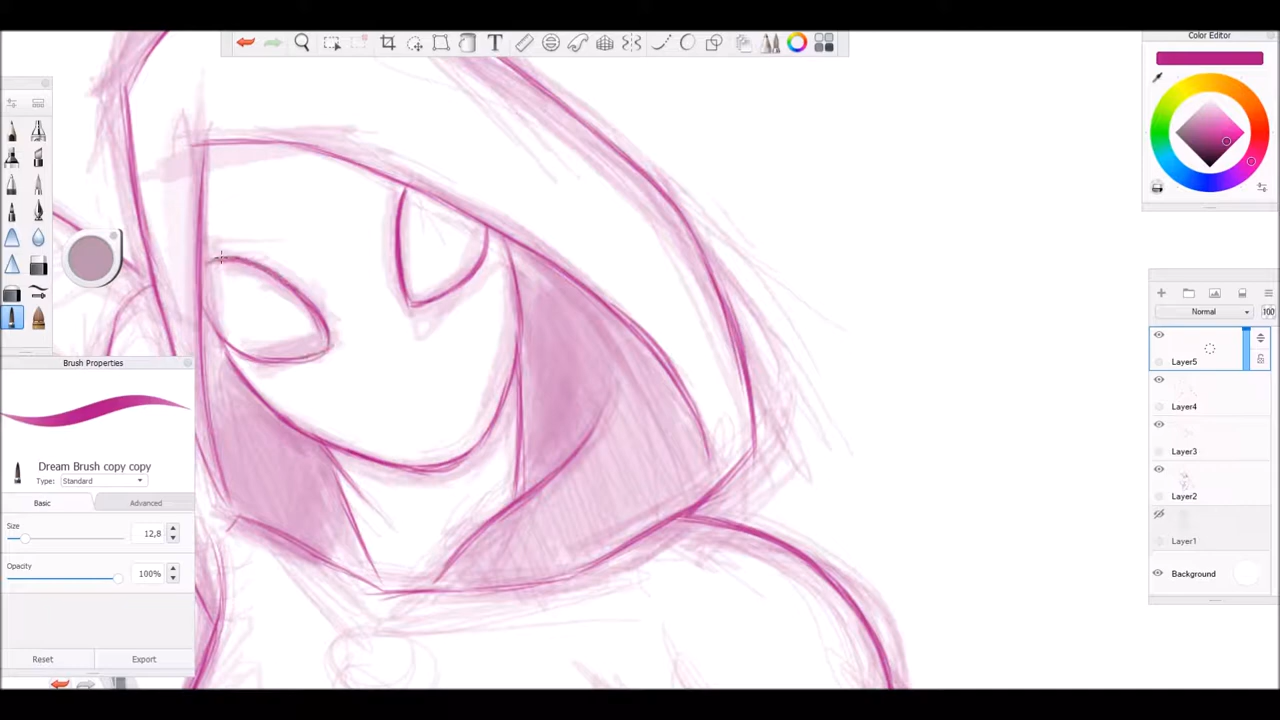 Color Editor
Normal
100
Layer5
Layer4
Layer3
Layer2
Layer1
Background
Brush Properties
Dream Brush copy copy
Type: Standard
Basic Advanced
Size
12,8
Opacity
100%
Reset Export